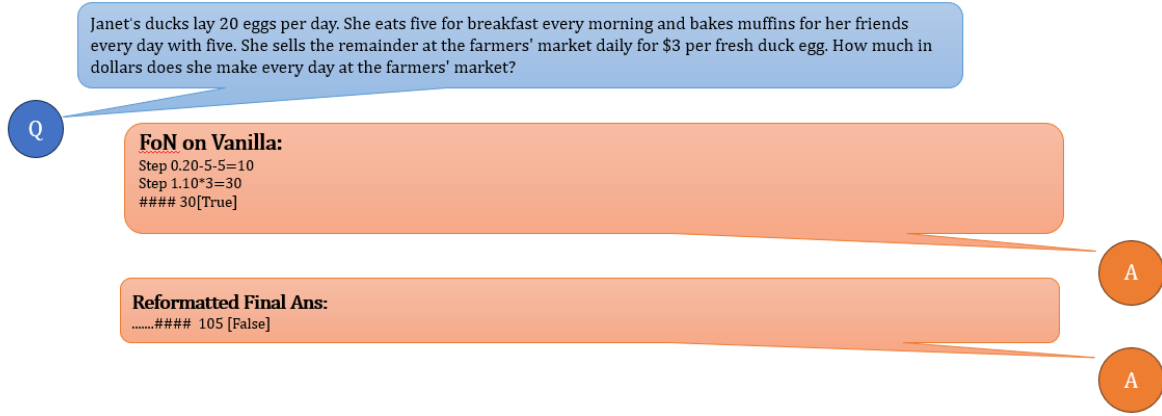 Janet's ducks lay 20 eggs per day. She eats five for breakfast every morning and bakes muffins for her friends
every day with five. She sells the remainder at the farmers' market daily for $3 per fresh duck egg. How much in
dollars does she make every day at the farmers' market?
Q
FoN on Vanilla:
Step 0.20-5-5=10
Step 1.10*3=30
#### 30[True]
A
Reformatted Final Ans:
.......#### 105 [False]
A